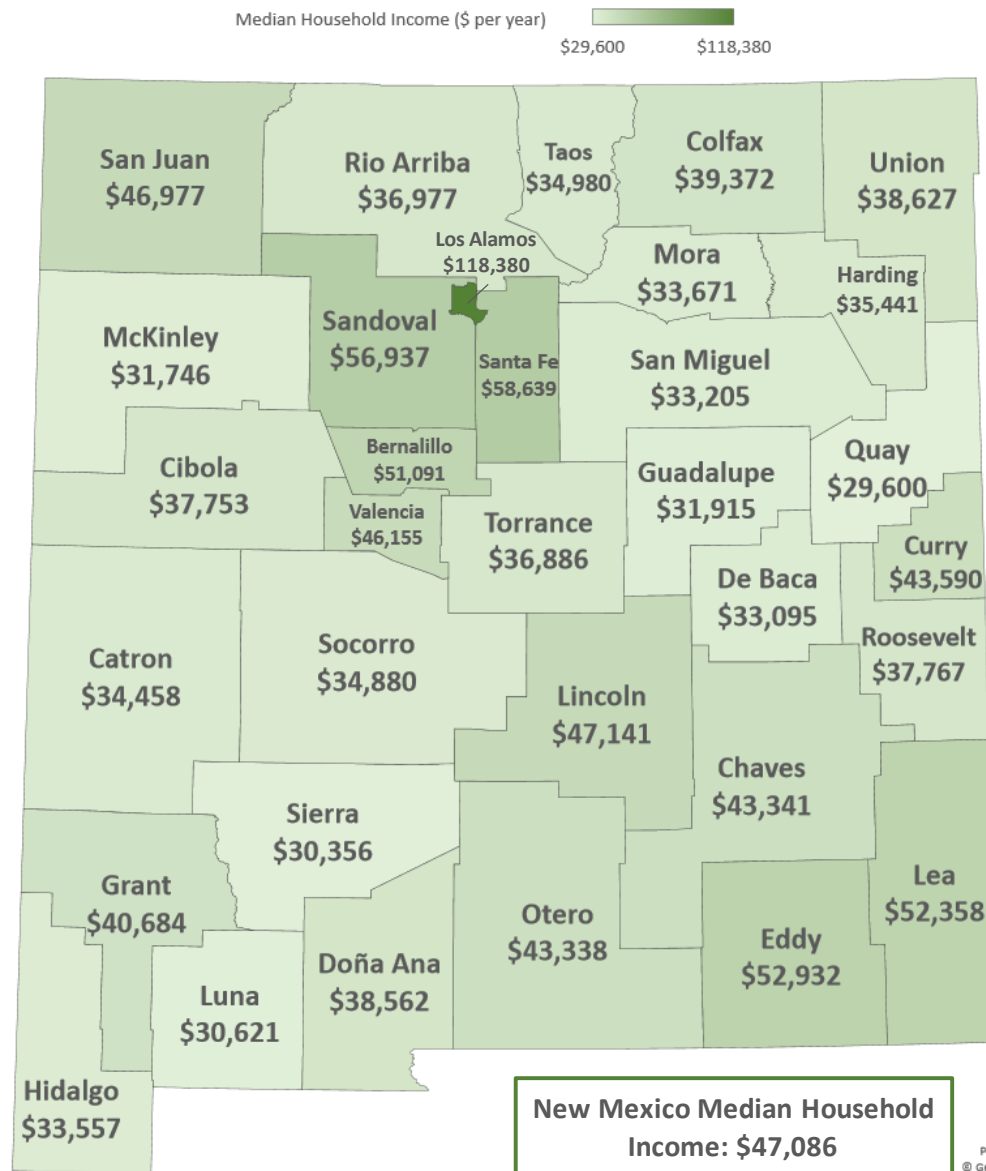 Median Household Income ($ per year)
$29,600
$118,380
San Juan
$46,977
Rio Arriba
$36,977
Taos
$34,980
Colfax
$39,372
Union
$38,627
Los Alamos
$118,380
Mora
$33,671
Harding
$35,441
McKinley
$31,746
Sandoval
$56,937
Santa Fe
$58,639
San Miguel
$33,205
Bernalillo
$51,091
Cibola
$37,753
Guadalupe
$31,915
Quay
$29,600
Valencia
$46,155
Torrance
$36,886
Curry
$43,590
De Baca
$33,095
Catron
$34,458
Socorro
$34,880
Roosevelt
$37,767
Lincoln
$47,141
Chaves
$43,341
Sierra
$30,356
Grant
$40,684
Otero
$43,338
Lea
$52,358
Eddy
$52,932
Doña Ana
$38,562
Luna
$30,621
Hidalgo
$33,557
New Mexico Median Household
Income: $47,086
P
© G